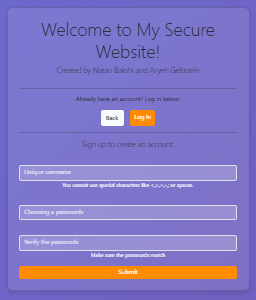 Welcome to My Secure
Website!
Created by Natan Bakshi and Aryeh Gelbstein
Already have an account? Log in below:
Back
Log In
Sign up to create an account:
Unique username
You cannot use special characters like or spaces.
Choosing a passwords
Verify the passwords
Make sure the passwords match
Submit